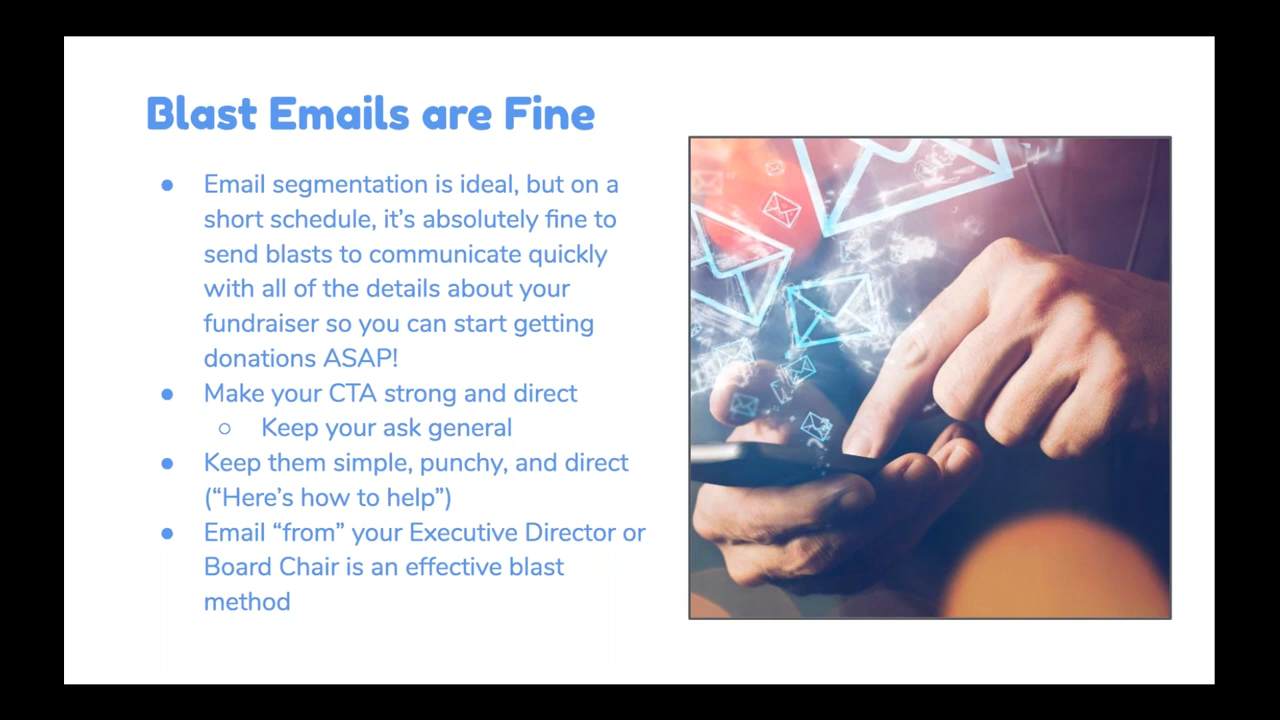 Blast Emails are Fine
● Email segmentation is ideal, but on a
short schedule, it’s absolutely fine to
send blasts to communicate quickly
with all of the details about your
fundraiser so you can start getting
donations ASAP!
● Make your CTA strong and direct
○ Keep your ask general
● Keep them simple, punchy, and direct
(“Here’s how to help”)
● Email “from” your Executive Director or
Board Chair is an effective blast
method